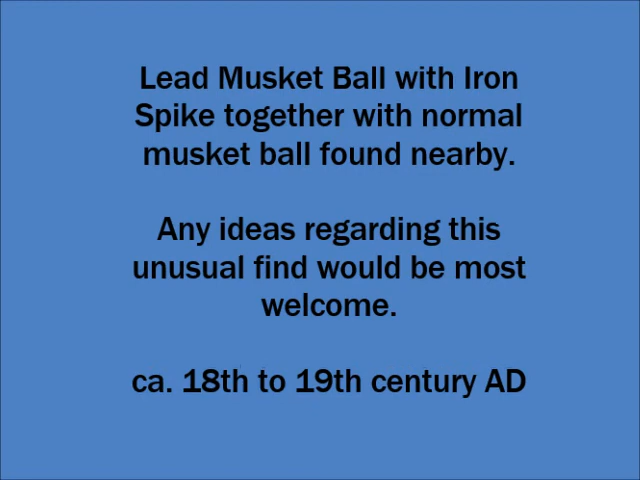 Lead Musket Ball with Iron
Spike together with normal
musket ball found nearby.
Any ideas regarding this
unusual find would be most
welcome.
ca. 18th to 19th century AD